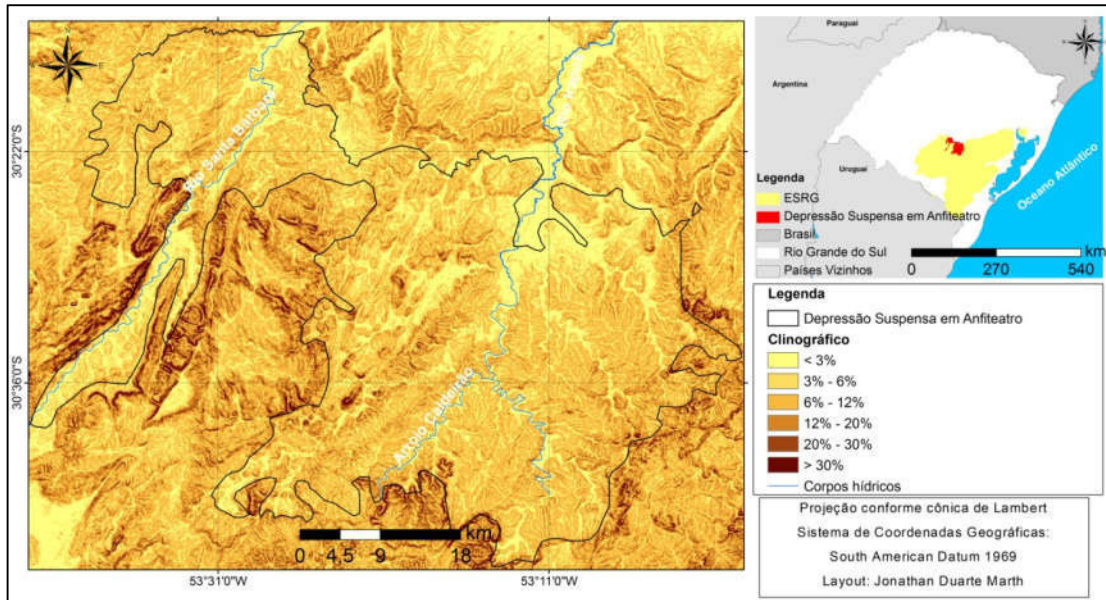 N
E
30°22'0"S
30°36'0"S
Rio Santa Bárbara
Arroio Caldeirão
0 4,5 9 18
km
53°31'0"W
53°11'0"W
Paraguai
Argentina
Uruguai
Oceano Atlântico
Legenda
ESRG
Depressão Suspensa em Anfiteatro
Brasil
Rio Grande do Sul
Países Vizinhos
km
0 270 540
Legenda
Depressão Suspensa em Anfiteatro
Clinográfico
< 3%
3% - 6%
6% - 12%
12% - 20%
20% - 30%
> 30%
Corpos hídricos
Projeção conforme cônica de Lambert
Sistema de Coordenadas Geográficas:
South American Datum 1969
Layout: Jonathan Duarte Marth